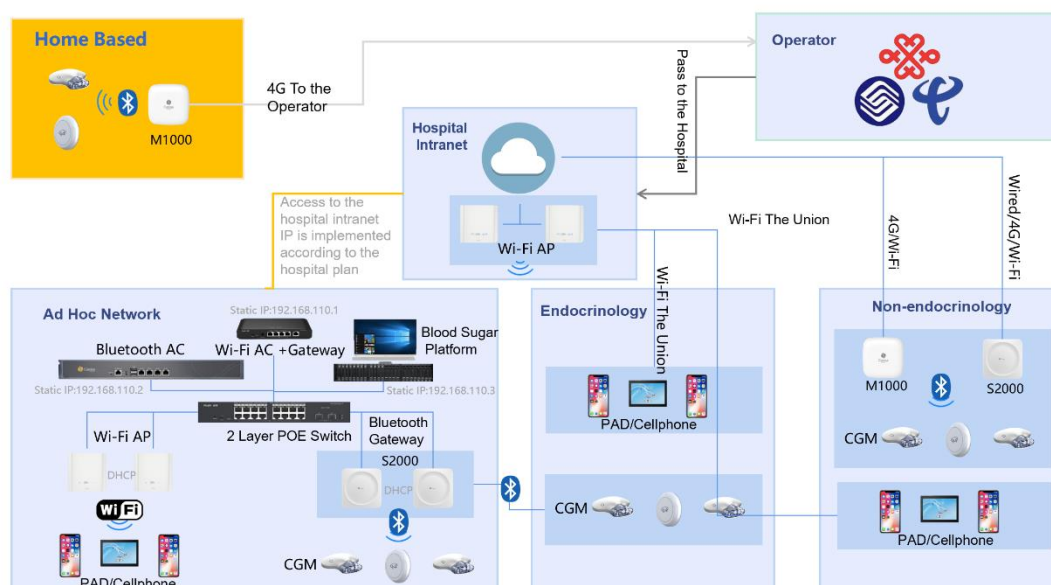 Home Based
M1000
4G To the
Operator
Operator
Pass to the Hospital
Hospital
Intranet
Wi-Fi AP
Access to the
hospital intranet
IP is implemented
according to the
hospital plan
Wi-Fi The Union
Wi-Fi The Union
4G/Wi-Fi
Wired/4G/Wi-Fi
Ad Hoc Network
Static IP:192.168.110.1
Bluetooth AC
Wi-Fi AC +Gateway
Blood Sugar
Platform
Static IP:192.168.110.2
Static IP:192.168.110.3
2 Layer POE Switch
Wi-Fi AP
DHCP
Bluetooth
Gateway
S2000
DHCP
WiFi
PAD/Cellphone
CGM
Endocrinology
PAD/Cellphone
CGM
Non-endocrinology
M1000
S2000
CGM
PAD/Cellphone